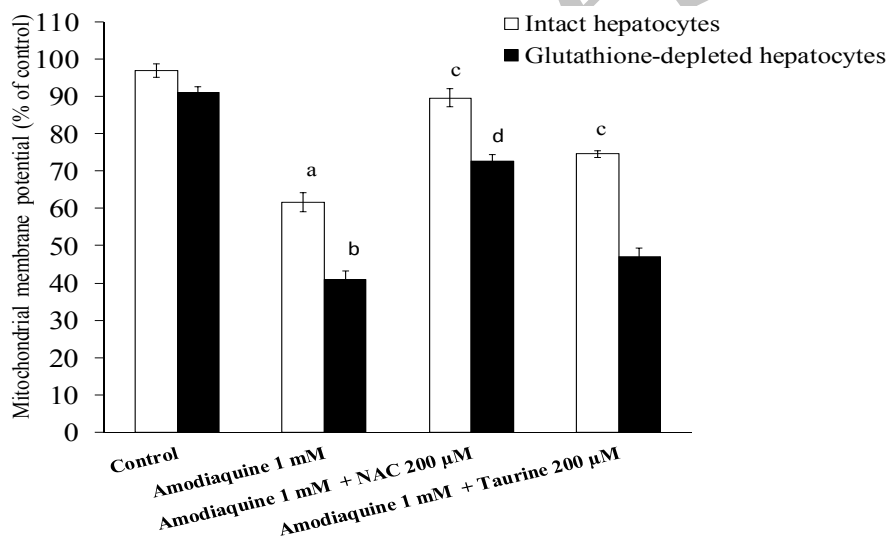 Intact hepatocytes
Glutathione-depleted hepatocytes
Mitochondrial membrane potential (% of control)
110
100
90
80
70
60
50
40
30
20
10
0
a
b
c
d
c
Control
Amodiaquine 1 mM
Amodiaquine 1 mM + NAC 200 µM
Amodiaquine 1 mM + Taurine 200 µM